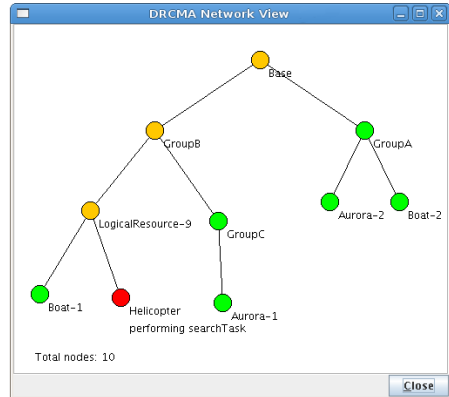 DRCMA Network View
Base
GroupB
GroupA
LogicalResource-9
GroupC
Aurora-2
Boat-2
Boat-1
Helicopter
performing searchTask
Aurora-1
Total nodes: 10
Close